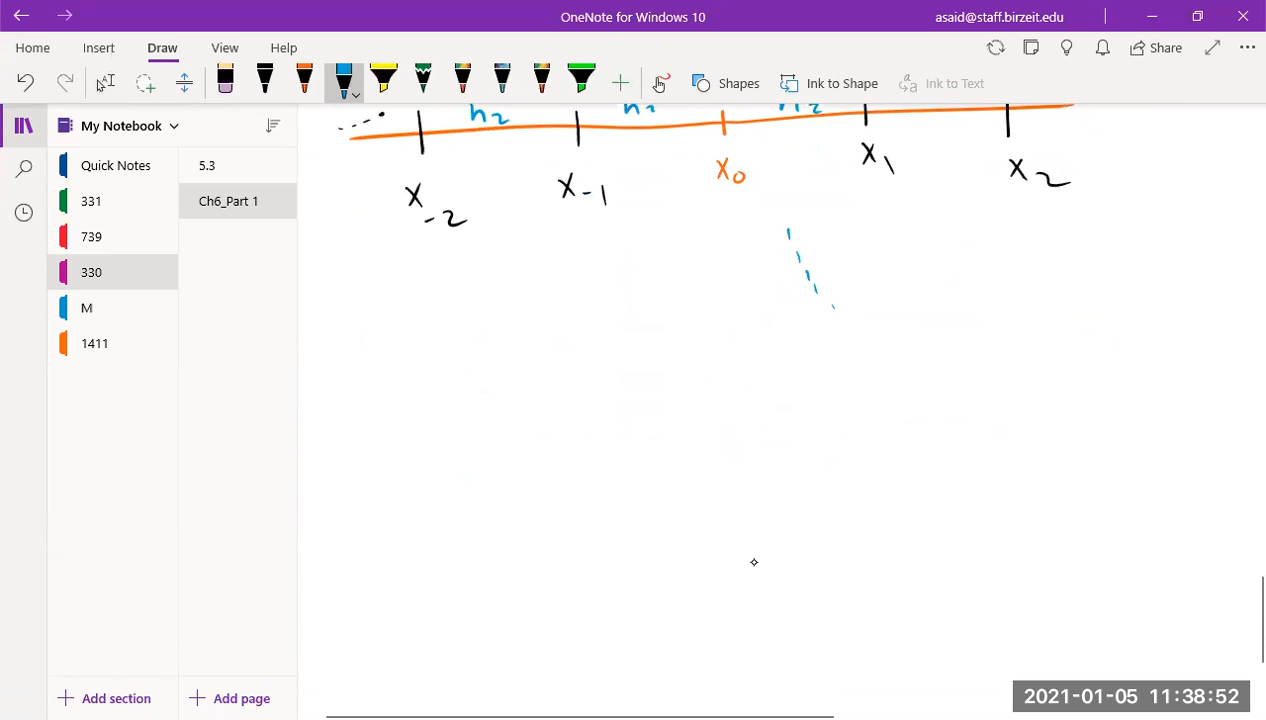 OneNote for Windows 10
asaid@staff.birzeit.edu
Home Insert Draw View Help
Share
Shapes Ink to Shape Ink to Text
My Notebook
Quick Notes 5.3
331 Ch6_Part 1
739
330
M
1411
x-2 x-1 x0 x1 x2
Add section Add page
2021-01-05 11:38:52